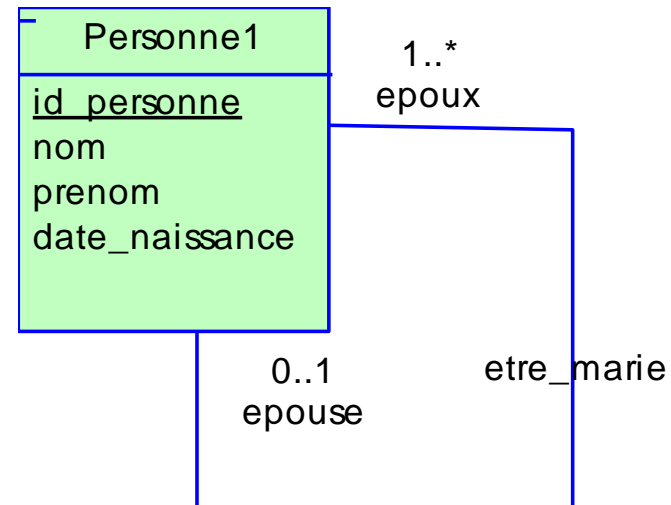 Personne1
1..*
epoux
id_personne
nom
prenom
date_naissance
0..1
epouse
etre_marie